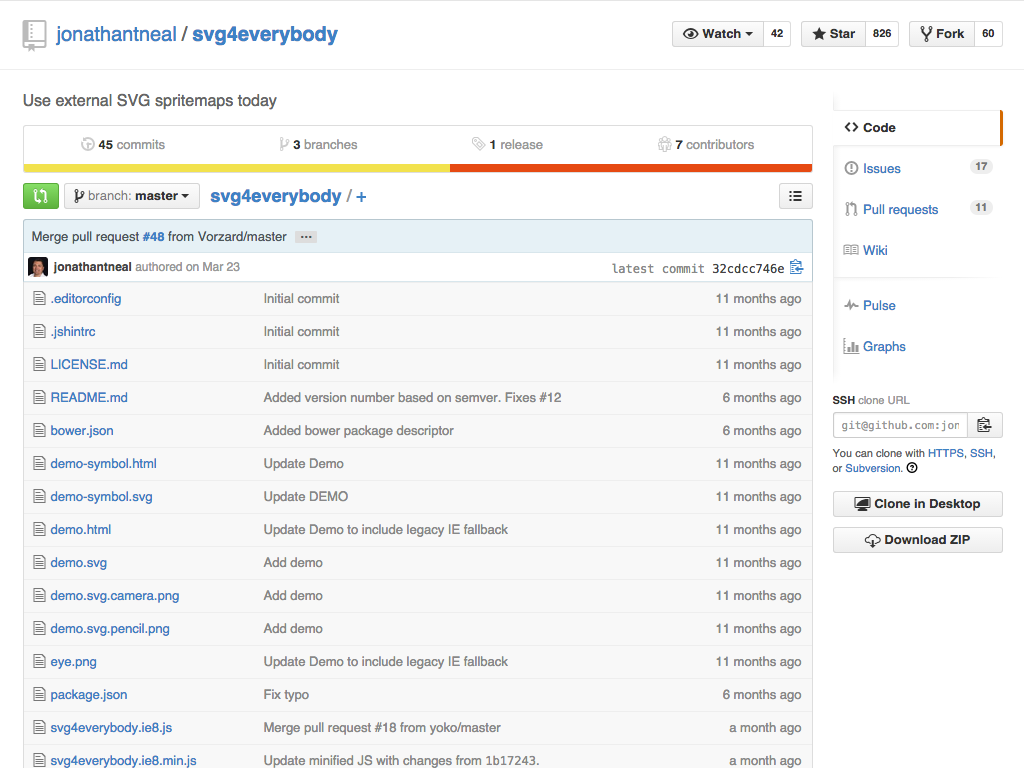 jonathantneal / svg4everybody
Watch 42 Star 826 Fork 60
Use external SVG spritemaps today
45 commits 3 branches 1 release 7 contributors
branch: master svg4everybody / +
Merge pull request #48 from Vorzard/master ...
jonathantneal authored on Mar 23 latest commit 32cdcc746e
.editorconfig Initial commit 11 months ago
.jshintrc Initial commit 11 months ago
LICENSE.md Initial commit 11 months ago
README.md Added version number based on semver. Fixes #12 6 months ago
bower.json Added bower package descriptor 6 months ago
demo-symbol.html Update Demo 11 months ago
demo-symbol.svg Update DEMO 11 months ago
demo.html Update Demo to include legacy IE fallback 11 months ago
demo.svg Add demo 11 months ago
demo.svg.camera.png Add demo 11 months ago
demo.svg.pencil.png Add demo 11 months ago
eye.png Update Demo to include legacy IE fallback 11 months ago
package.json Fix typo 6 months ago
svg4everybody.ie8.js Merge pull request #18 from yoko/master a month ago
svg4everybody.ie8.min.js Update minified JS with changes from 1b17243. a month ago
Code
Issues 17
Pull requests 11
Wiki
Pulse
Graphs
SSH clone URL
git@github.com:jon
You can clone with HTTPS, SSH,
or Subversion.
Clone in Desktop
Download ZIP